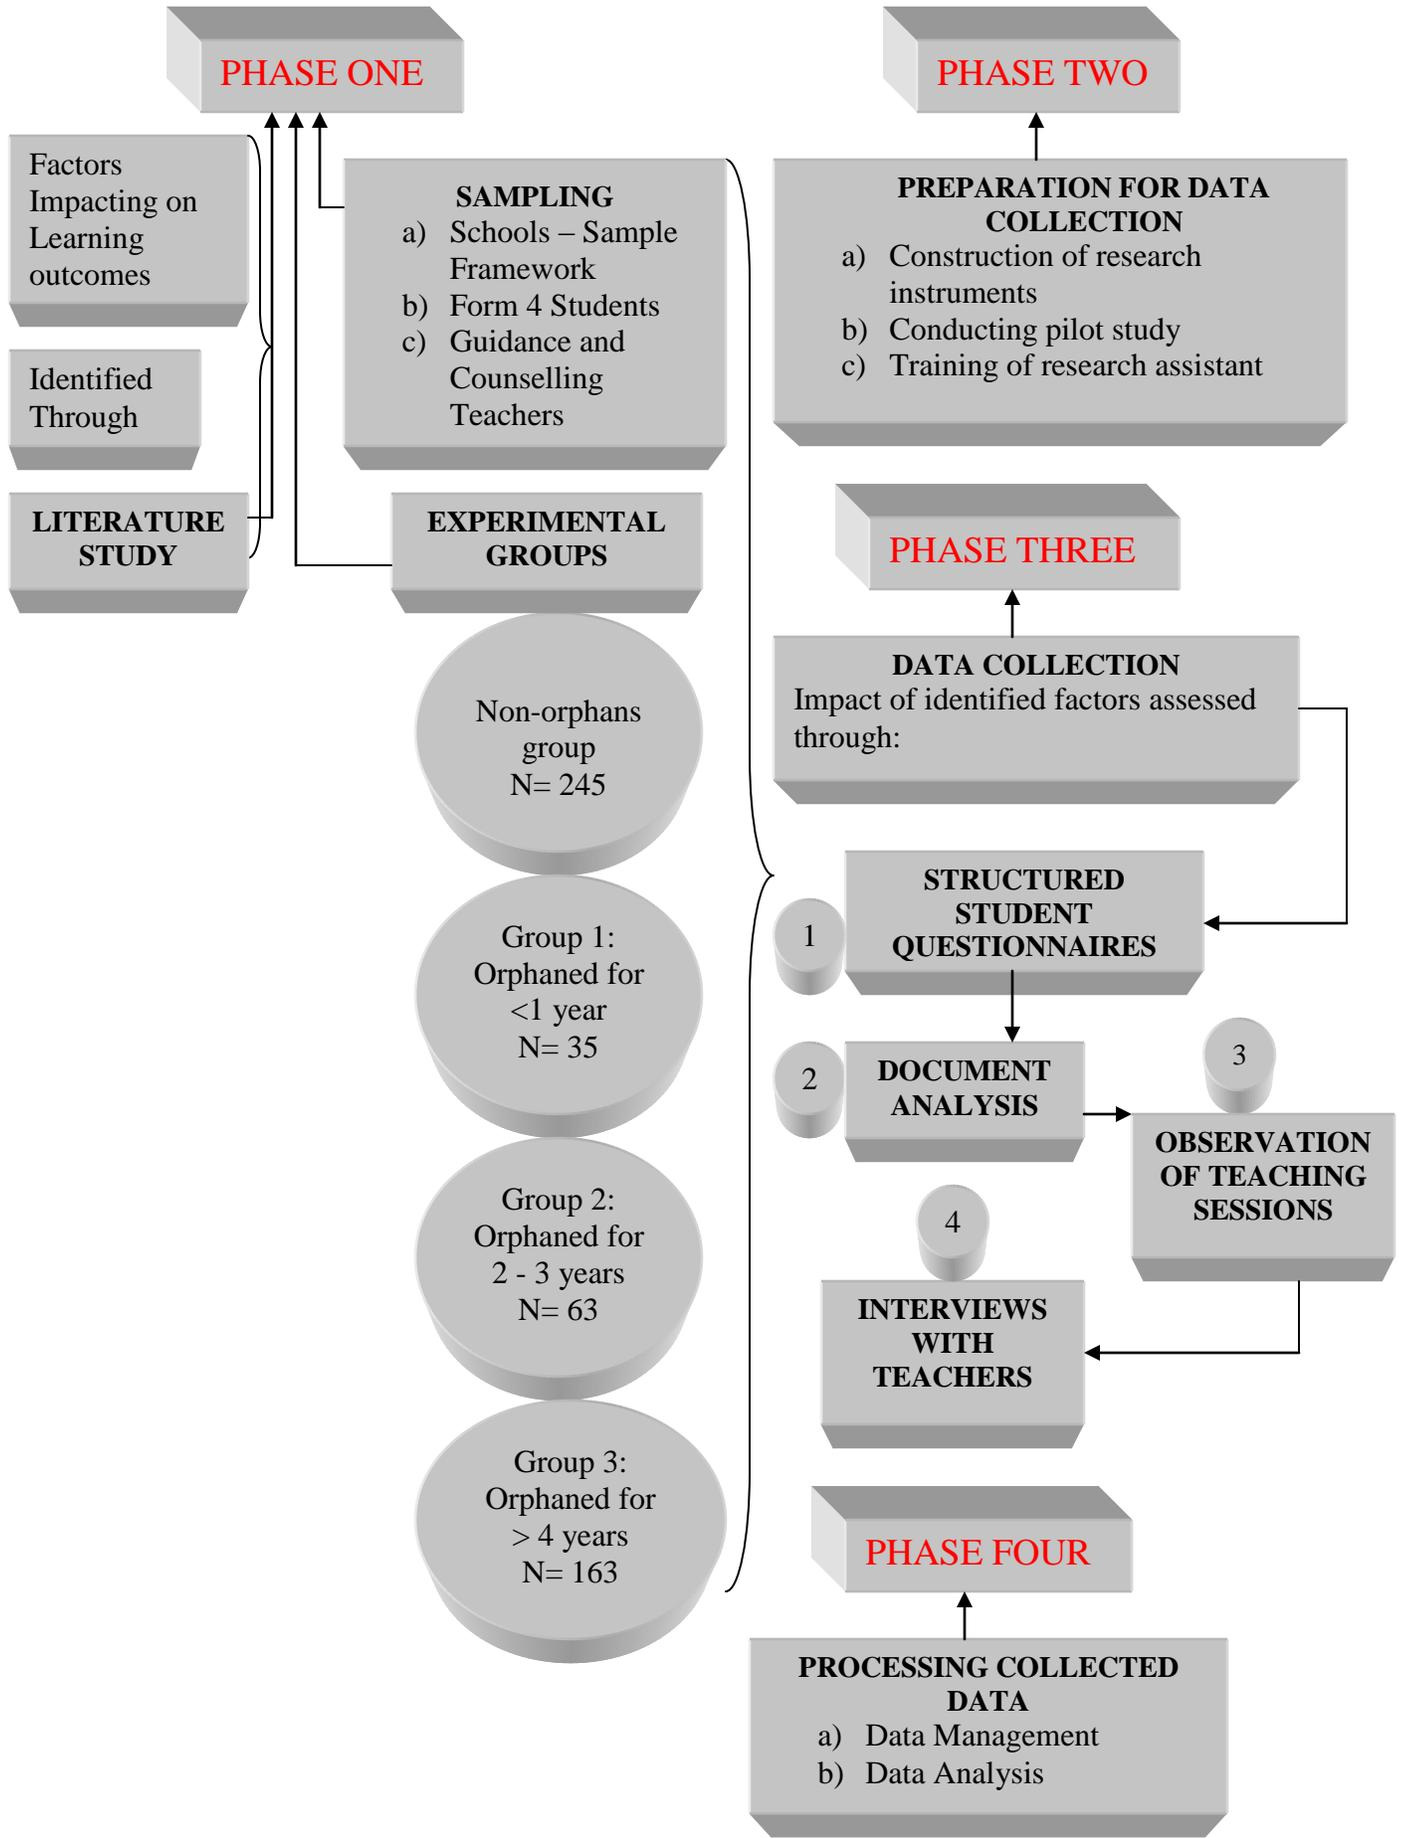 PHASE ONE
Factors
Impacting on
Learning
outcomes
Identified
Through
LITERATURE
STUDY
SAMPLING
a) Schools – Sample
Framework
b) Form 4 Students
c) Guidance and
Counselling
Teachers
EXPERIMENTAL
GROUPS
Non-orphans
group
N= 245
Group 1:
Orphaned for
<1 year
N= 35
Group 2:
Orphaned for
2 - 3 years
N= 63
Group 3:
Orphaned for
> 4 years
N= 163
PHASE TWO
PREPARATION FOR DATA
COLLECTION
a) Construction of research
instruments
b) Conducting pilot study
c) Training of research assistant
PHASE THREE
DATA COLLECTION
Impact of identified factors assessed
through:
1
STRUCTURED
STUDENT
QUESTIONNAIRES
2
DOCUMENT
ANALYSIS
3
OBSERVATION
OF TEACHING
SESSIONS
4
INTERVIEWS
WITH
TEACHERS
PHASE FOUR
PROCESSING COLLECTED
DATA
a) Data Management
b) Data Analysis